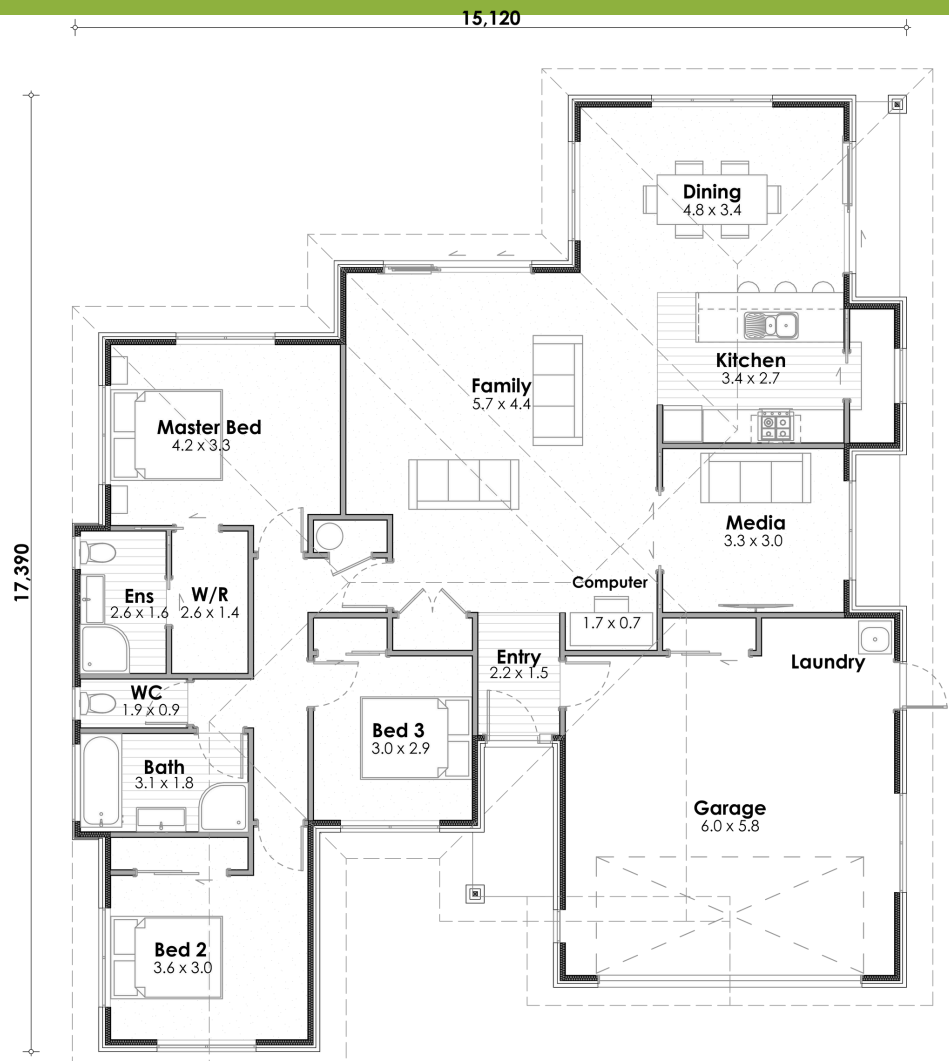 15,120
17,390
Dining
4.8 x 3.4
Kitchen
3.4 x 2.7
Family
5.7 x 4.4
Master Bed
4.2 x 3.3
Media
3.3 x 3.0
Computer
1.7 x 0.7
Ens
2.6 x 1.6
W/R
2.6 x 1.4
Entry
2.2 x 1.5
Laundry
WC
1.9 x 0.9
Bed 3
3.0 x 2.9
Bath
3.1 x 1.8
Garage
6.0 x 5.8
Bed 2
3.6 x 3.0